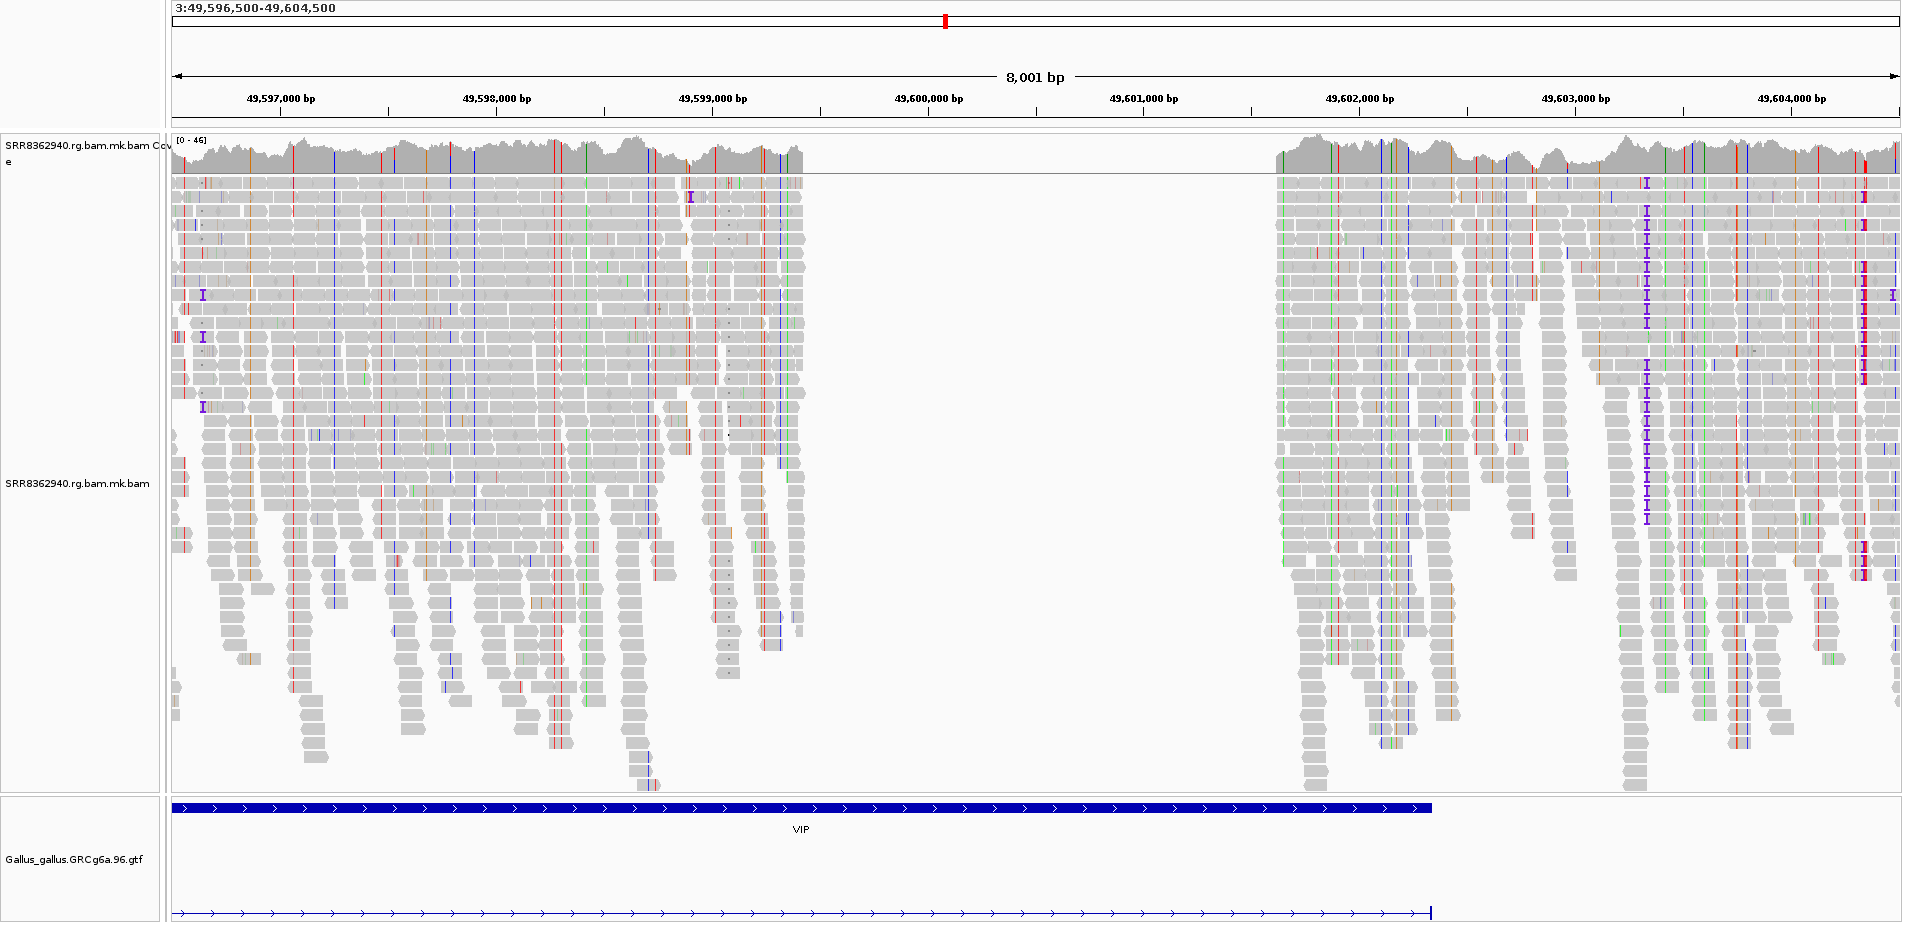 3:49,596,500-49,604,500
8,001 bp
49,597,000 bp 49,598,000 bp 49,599,000 bp 49,600,000 bp 49,601,000 bp 49,602,000 bp 49,603,000 bp 49,604,000 bp
SRR8362940.rg.bam.mk.bam Cov
e
[0 - 46]
SRR8362940.rg.bam.mk.bam
VIP
Gallus_gallus.GRCg6a.96.gtf